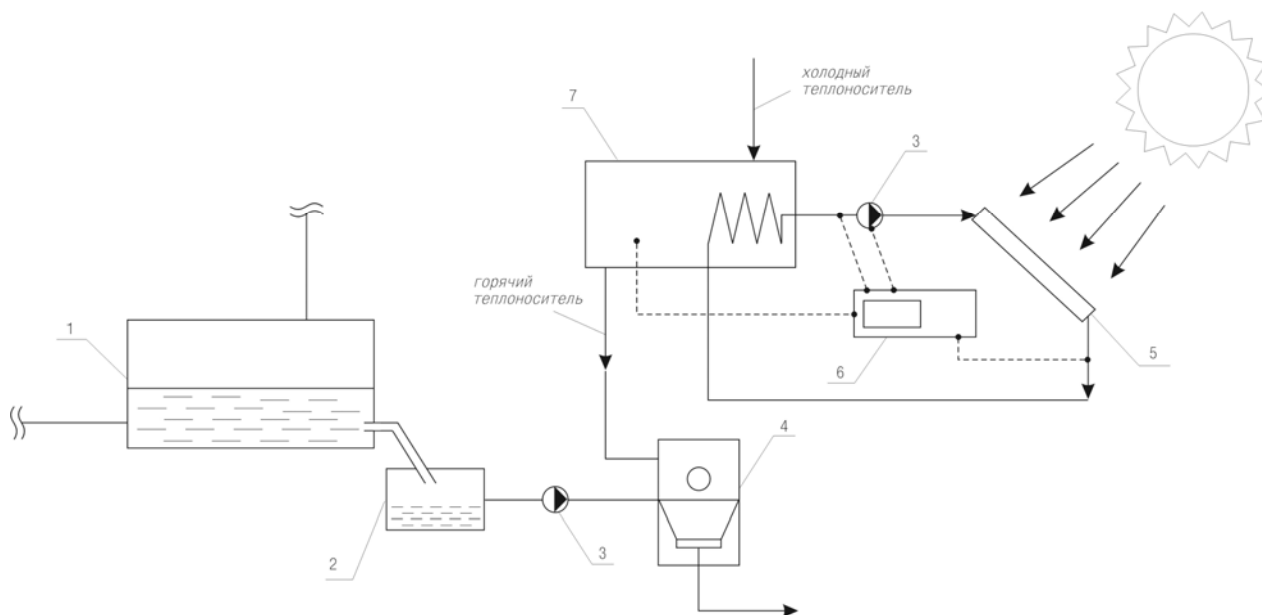 холодный
теплоноситель
7
3
горячий
теплоноситель
1
6
5
4
2
3